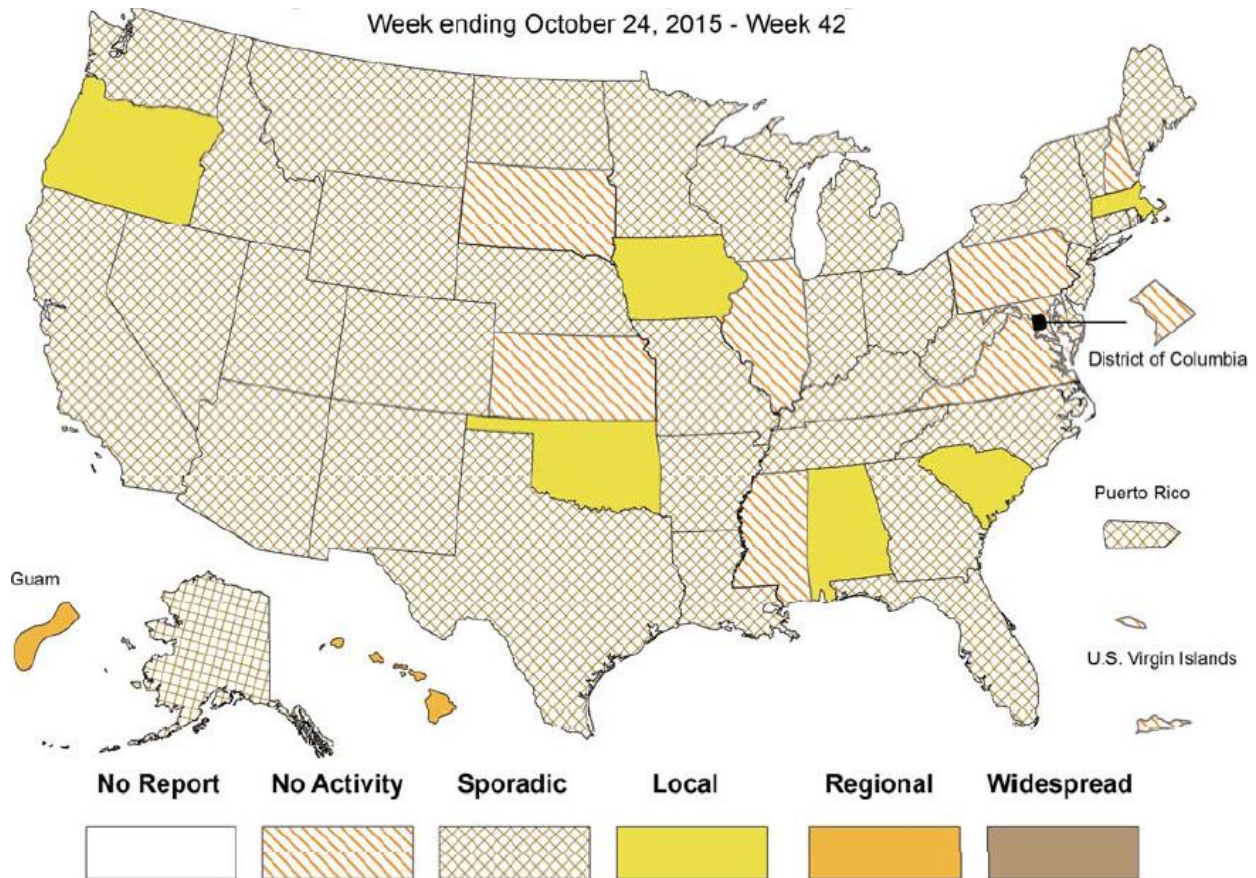 Week ending October 24, 2015 - Week 42
District of Columbia
Puerto Rico
Guam
U.S. Virgin Islands
No Report No Activity Sporadic Local Regional Widespread